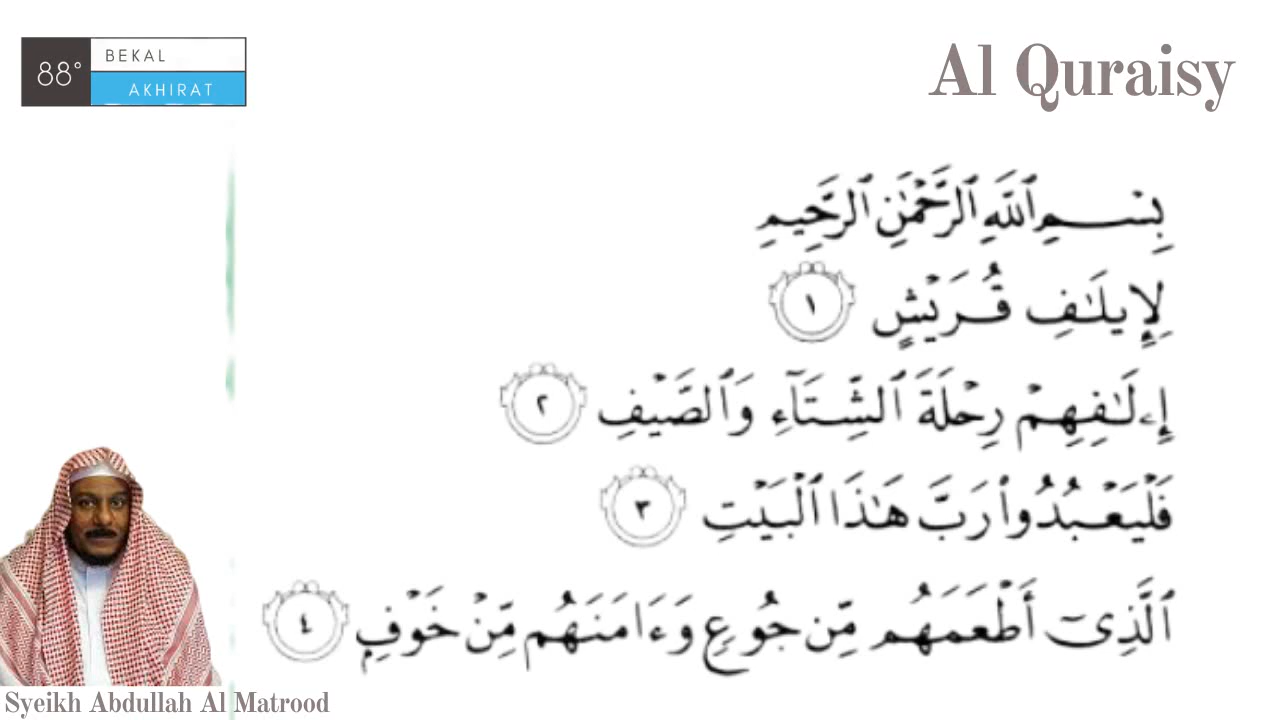 88°
BEKAL
AKHIRAT
Al Quraisy
بِسْمِ ٱللَّهِ ٱلرَّحْمَٰنِ ٱلرَّحِيمِ
لِإِيلَٰفِ قُرَيْشٍ ١
إِۦلَٰفِهِمْ رِحْلَةَ ٱلشِّتَآءِ وَٱلصَّيْفِ ٢
فَلْيَعْبُدُوا۟ رَبَّ هَٰذَا ٱلْبَيْتِ ٣
ٱلَّذِىٓ أَطْعَمَهُم مِّن جُوعٍ وَءَامَنَهُم مِّنْ خَوْفٍۭ ٤
Syeikh Abdullah Al Matrood